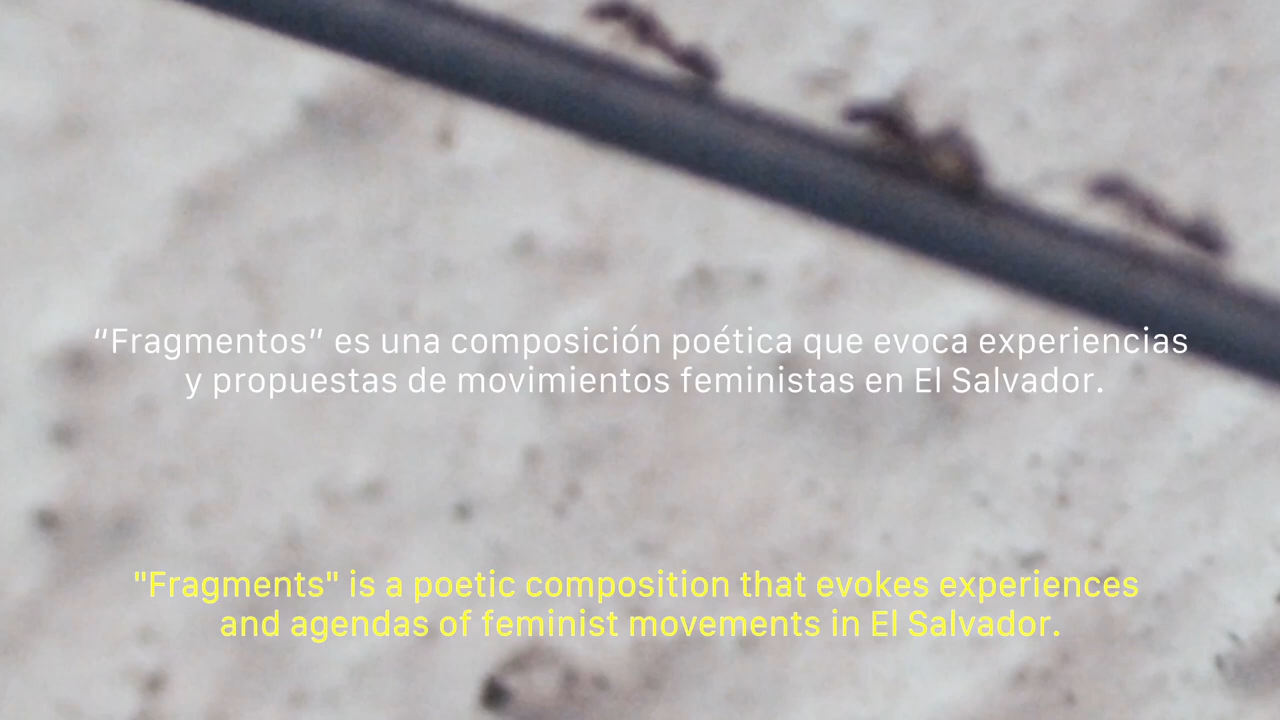 “Fragmentos” es una composición poética que evoca experiencias
y propuestas de movimientos feministas en El Salvador.
"Fragments" is a poetic composition that evokes experiences
and agendas of feminist movements in El Salvador.